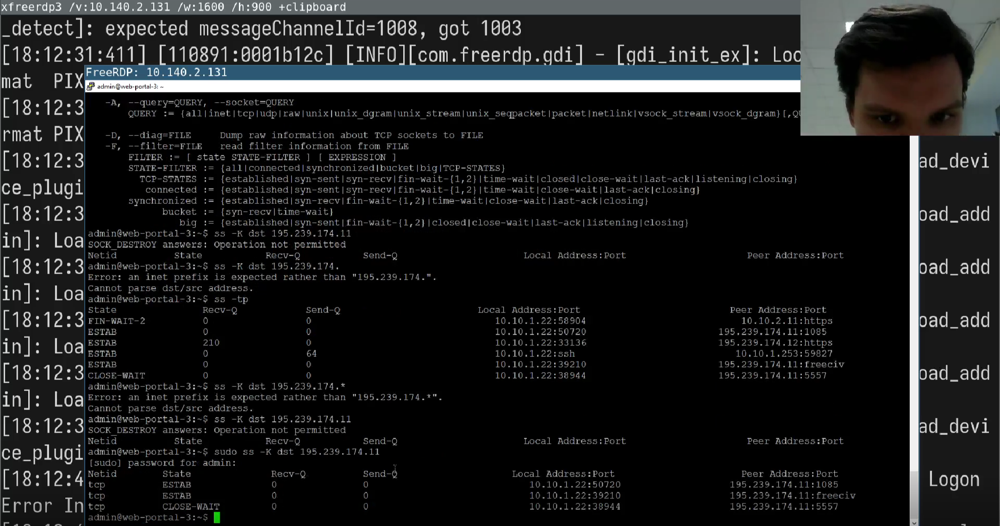 xfreerdp3 /v:10.140.2.131 /w:1600 /h:900 +clipboard
_detect]: expected messageChannelId=1008, got 1003
[18:12:31:411] [110891:0001b12c] [INFO][com.freerdp.gdi] - [gdi_init_ex]: Loc
mat  PIX
FreeRDP: 10.140.2.131
admin@web-portal-3: ~
[18:12:3
rmat PIX
[18:12:3
ad_devi
ce_plugi
[18:12:3
oad_add
in]: Loa
[18:12:3
oad_add
in]: Loa
[18:12:3
oad_add
in]: Loa
[18:12:3
oad_add
in]: Loa
[18:12:3
ad_devi
ce_plugi
[18:12:4
Logon
Error In
-A, --query=QUERY, --socket=QUERY
QUERY := {all|inet|tcp|udp|raw|unix|unix_dgram|unix_stream|unix_seqpacket|packet|netlink|vsock_stream|vsock_dgram}[,QU
-D, --diag=FILE    Dump raw information about TCP sockets to FILE
-F, --filter=FILE   read filter information from FILE
FILTER := [ state STATE-FILTER ] [ EXPRESSION ]
STATE-FILTER := {all|connected|synchronized|bucket|big|TCP-STATES}
TCP-STATES := {established|syn-sent|syn-recv|fin-wait-{1,2}|time-wait|closed|close-wait|last-ack|listening|closing}
connected := {established|syn-sent|syn-recv|fin-wait-{1,2}|time-wait|close-wait|last-ack|closing}
synchronized := {established|syn-recv|fin-wait-{1,2}|time-wait|close-wait|last-ack|closing}
bucket := {syn-recv|time-wait}
big := {established|syn-sent|fin-wait-{1,2}|closed|close-wait|last-ack|listening|closing}
admin@web-portal-3:~$ ss -K dst 195.239.174.11
SOCK_DESTROY answers: Operation not permitted
Netid State Recv-Q Send-Q Local Address:Port Peer Address:Port
admin@web-portal-3:~$ ss -K dst 195.239.174.
Error: an inet prefix is expected rather than "195.239.174.".
Cannot parse dst/src address.
admin@web-portal-3:~$ ss -tp
State Recv-Q Send-Q Local Address:Port Peer Address:Port
FIN-WAIT-2 0 0 10.10.1.22:58904 10.10.2.11:https
ESTAB 0 0 10.10.1.22:50720 195.239.174.11:1085
ESTAB 210 0 10.10.1.22:33136 195.239.174.12:https
ESTAB 0 64 10.10.1.22:ssh 10.10.1.253:59827
ESTAB 0 0 10.10.1.22:39210 195.239.174.11:freeciv
CLOSE-WAIT 0 0 10.10.1.22:38944 195.239.174.11:5557
admin@web-portal-3:~$ ss -K dst 195.239.174.*
Error: an inet prefix is expected rather than "195.239.174.*".
Cannot parse dst/src address.
admin@web-portal-3:~$ ss -K dst 195.239.174.11
SOCK_DESTROY answers: Operation not permitted
Netid State Recv-Q Send-Q Local Address:Port Peer Address:Port
admin@web-portal-3:~$ sudo ss -K dst 195.239.174.11
[sudo] password for admin:
Netid State Recv-Q Send-Q Local Address:Port Peer Address:Port
tcp ESTAB 0 0 10.10.1.22:50720 195.239.174.11:1085
tcp ESTAB 0 0 10.10.1.22:39210 195.239.174.11:freeciv
tcp CLOSE-WAIT 0 0 10.10.1.22:38944 195.239.174.11:5557
admin@web-portal-3:~$